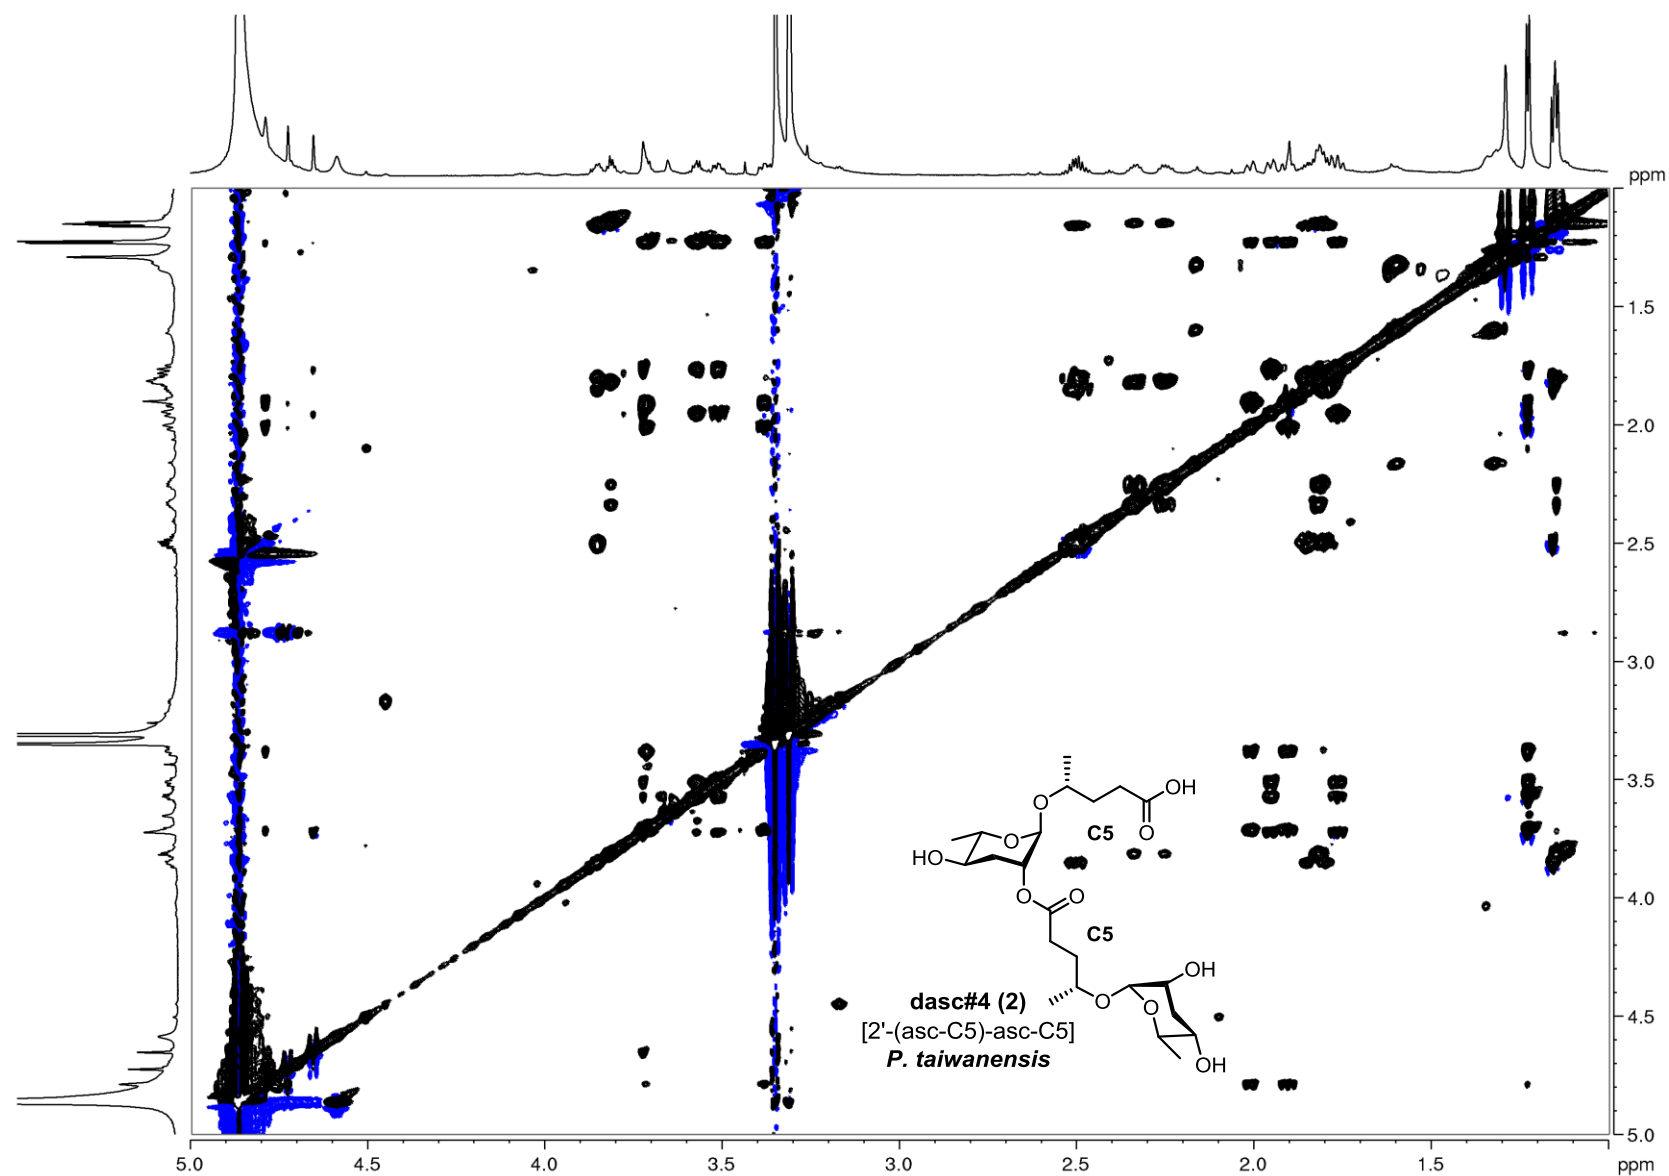 ppm
1.5
2.0
2.5
3.0
3.5
4.0
4.5
5.0
O
OH
O
C5
O
HO
O
O
C5
OH
dasc#4 (2)
O
O
[2'-(asc-C5)-asc-C5]
P. taiwanensis
OH
5.0
4.5
4.0
3.5
3.0
2.5
2.0
1.5
ppm